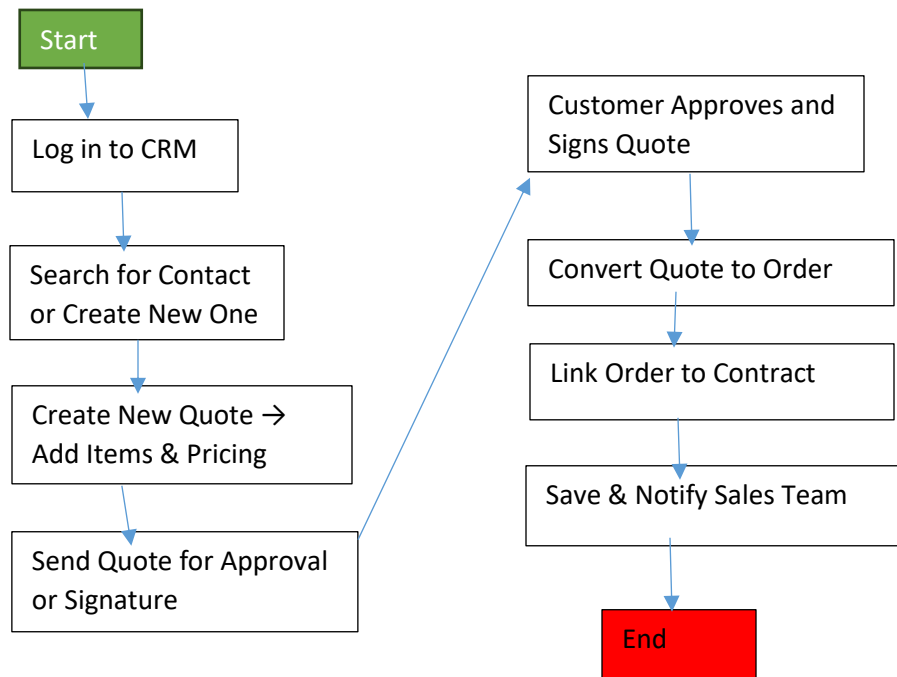 Start
Log in to CRM
Search for Contact
or Create New One
Create New Quote →
Add Items & Pricing
Send Quote for Approval
or Signature
Customer Approves and
Signs Quote
Convert Quote to Order
Link Order to Contract
Save & Notify Sales Team
End